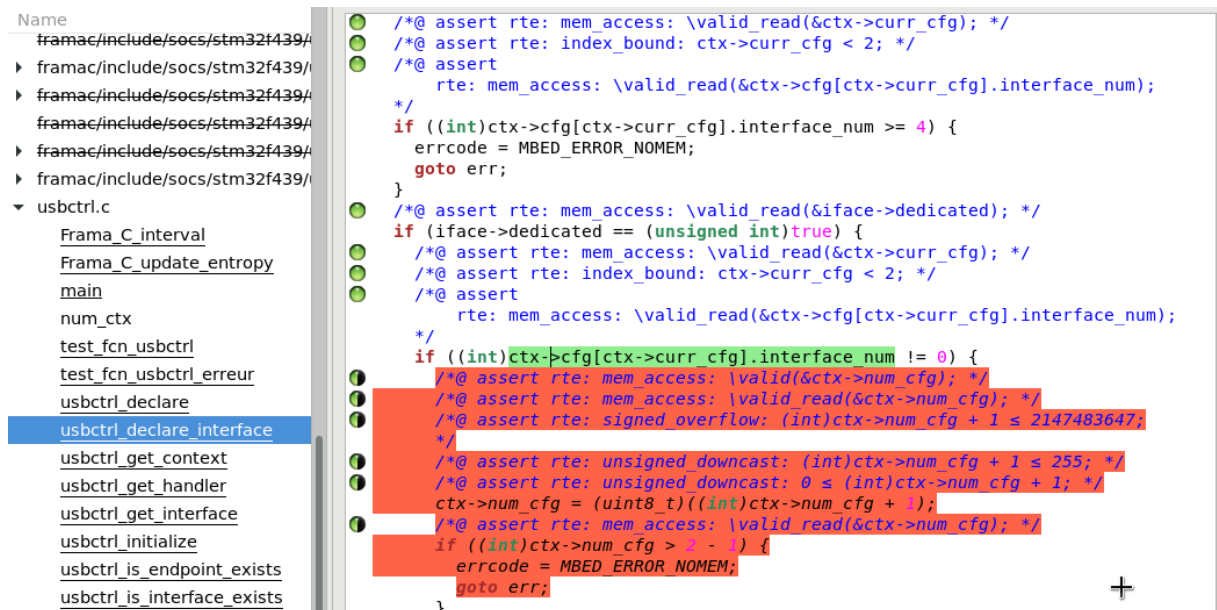 Name
framac/include/socs/stm32f439/
framac/include/socs/stm32f439/
framac/include/socs/stm32f439/
framac/include/socs/stm32f439/
framac/include/socs/stm32f439/
framac/include/socs/stm32f439/
usbctrl.c
Frama_C_interval
Frama_C_update_entropy
main
num_ctx
test_fcn_usbctrl
test_fcn_usbctrl_erreur
usbctrl_declare
usbctrl_declare_interface
usbctrl_get_context
usbctrl_get_handler
usbctrl_get_interface
usbctrl_initialize
usbctrl_is_endpoint_exists
usbctrl_is_interface_exists
/*@ assert rte: mem_access: \valid_read(&ctx->curr_cfg); */
/*@ assert rte: index_bound: ctx->curr_cfg < 2; */
/*@ assert
rte: mem_access: \valid_read(&ctx->cfg[ctx->curr_cfg].interface_num);
*/
if ((int)ctx->cfg[ctx->curr_cfg].interface_num >= 4) {
errcode = MBED_ERROR_NOMEM;
goto err;
}
/*@ assert rte: mem_access: \valid_read(&iface->dedicated); */
if (iface->dedicated == (unsigned int)true) {
/*@ assert rte: mem_access: \valid_read(&ctx->curr_cfg); */
/*@ assert rte: index_bound: ctx->curr_cfg < 2; */
/*@ assert
rte: mem_access: \valid_read(&ctx->cfg[ctx->curr_cfg].interface_num);
*/
if ((int)ctx->cfg[ctx->curr_cfg].interface_num != 0) {
/*@ assert rte: mem_access: \valid(&ctx->num_cfg); */
/*@ assert rte: mem_access: \valid_read(&ctx->num_cfg); */
/*@ assert rte: signed_overflow: (int)ctx->num_cfg + 1 ≤ 2147483647;
*/
/*@ assert rte: unsigned_downcast: (int)ctx->num_cfg + 1 ≤ 255; */
/*@ assert rte: unsigned_downcast: 0 ≤ (int)ctx->num_cfg + 1; */
ctx->num_cfg = (uint8_t)((int)ctx->num_cfg + 1);
/*@ assert rte: mem_access: \valid_read(&ctx->num_cfg); */
if ((int)ctx->num_cfg > 2 - 1) {
errcode = MBED_ERROR_NOMEM;
goto err;
}